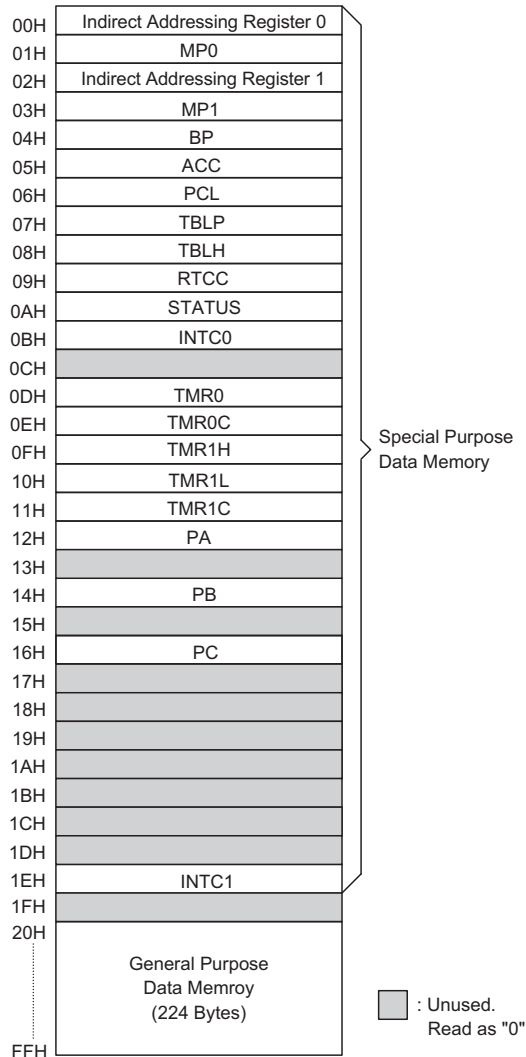 00H Indirect Addressing Register 0
01H MP0
02H Indirect Addressing Register 1
03H MP1
04H BP
05H ACC
06H PCL
07H TBLP
08H TBLH
09H RTCC
0AH STATUS
0BH INTC0
0CH
0DH TMR0
0EH TMR0C
0FH TMR1H
10H TMR1L
11H TMR1C
12H PA
13H
14H PB
15H
16H PC
17H
18H
19H
1AH
1BH
1CH
1DH
1EH INTC1
1FH
20H
General Purpose
Data Memroy
(224 Bytes)
FFH
Special Purpose
Data Memory
: Unused.
Read as "0"